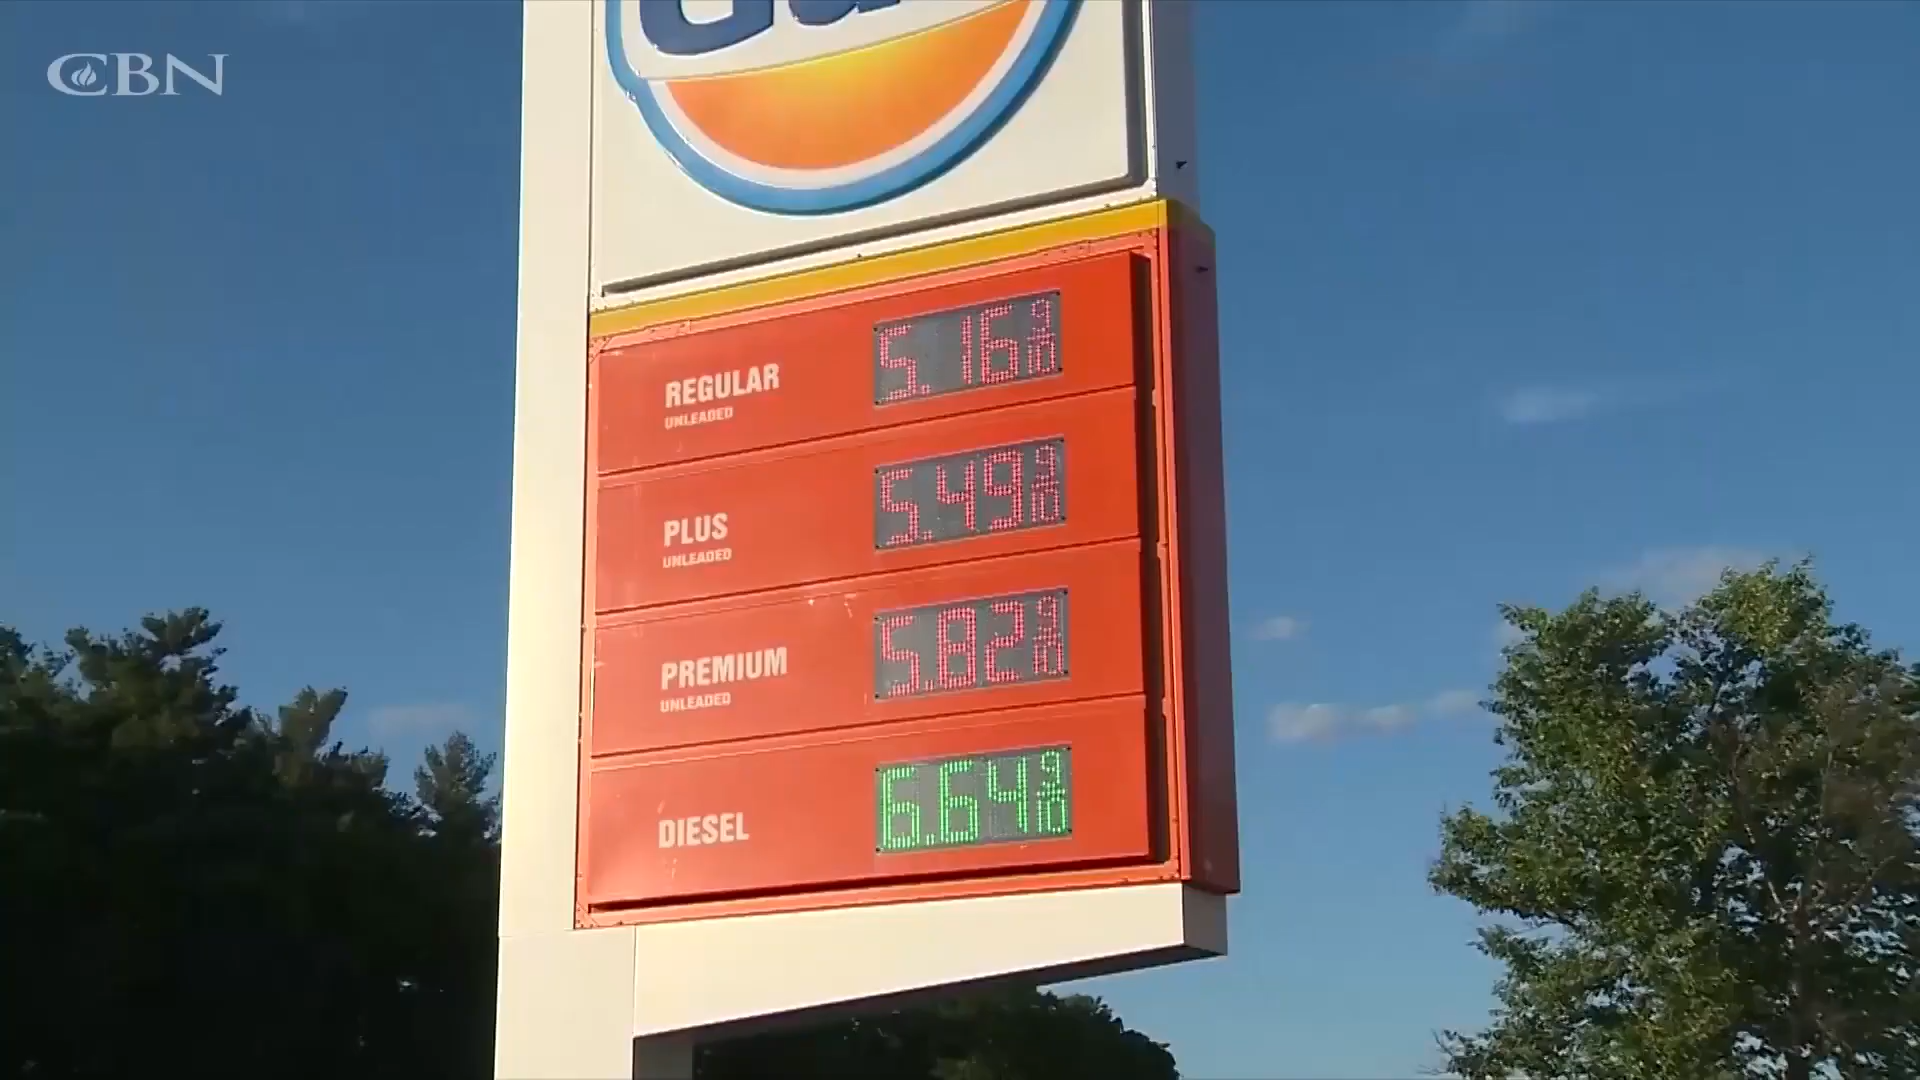 CBN
REGULAR
UNLEADED
5.16 9/10
PLUS
UNLEADED
5.49 9/10
PREMIUM
UNLEADED
5.82 9/10
DIESEL
6.64 9/10